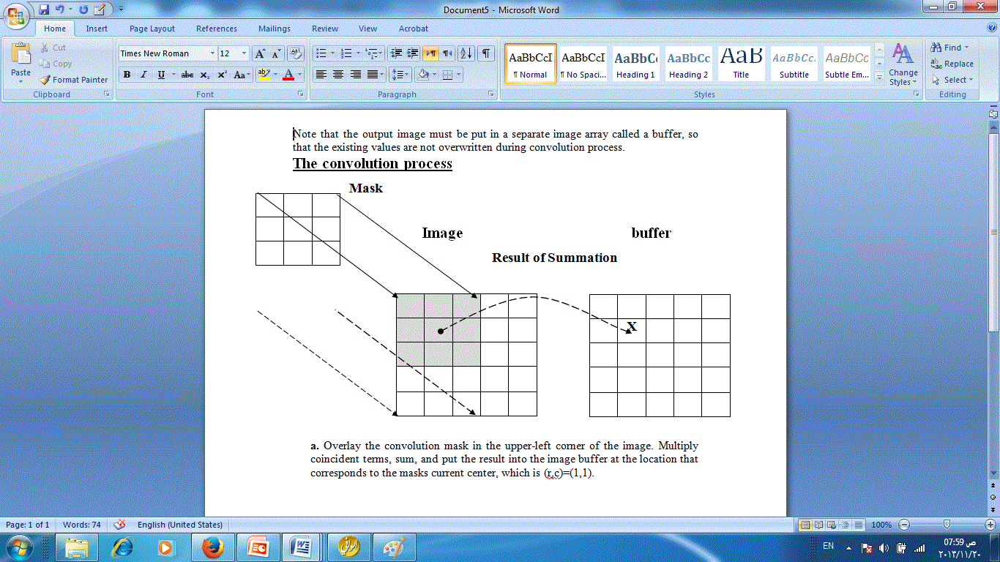 Document5 - Microsoft Word
Home Insert Page Layout References Mailings Review View Acrobat
Paste
Cut
Copy
Format Painter
Clipboard
Times New Roman 12
B I U abc x₂ x² Aa
Font
Paragraph
AaBbCcI AaBbCcI AaBbC AaBbCc AaB AaBbCc. AaBbCc
¶ Normal ¶ No Spaci... Heading 1 Heading 2 Title Subtitle Subtle Em...
Change Styles
Styles
Find
Replace
Select
Editing
Note that the output image must be put in a separate image array called a buffer, so
that the existing values are not overwritten during convolution process.
The convolution process
Mask
Image buffer
Result of Summation
X
a. Overlay the convolution mask in the upper-left corner of the image. Multiply
coincident terms, sum, and put the result into the image buffer at the location that
corresponds to the masks current center, which is (r,c)=(1,1).
Page: 1 of 1 Words: 74 English (United States) 100%
EN
07:59 ص
٢٠١٣/١١/٢٠